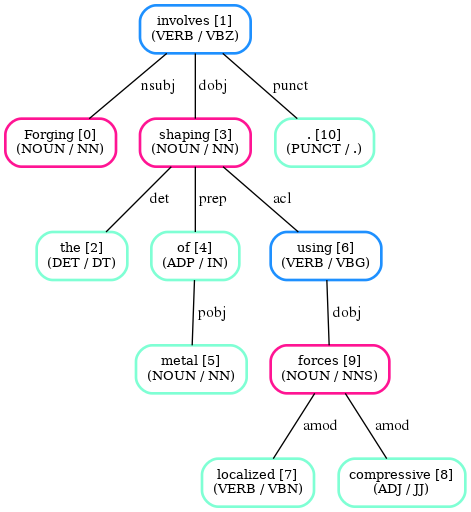 involves [1]
(VERB / VBZ)
nsubj
dobj
punct
Forging [0]
(NOUN / NN)
shaping [3]
(NOUN / NN)
. [10]
(PUNCT / .)
det
prep
acl
the [2]
(DET / DT)
of [4]
(ADP / IN)
using [6]
(VERB / VBG)
pobj
dobj
metal [5]
(NOUN / NN)
forces [9]
(NOUN / NNS)
amod
amod
localized [7]
(VERB / VBN)
compressive [8]
(ADJ / JJ)